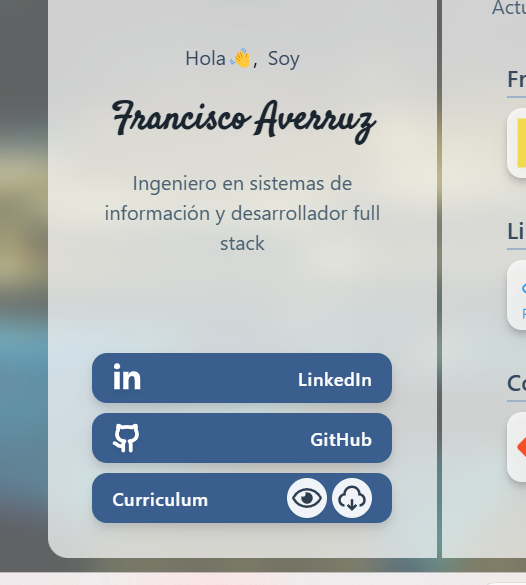 Hola👋, Soy
Francisco Averruz
Ingeniero en sistemas de
información y desarrollador full
stack
LinkedIn
GitHub
Curriculum
Actu
Fr
Li
Co